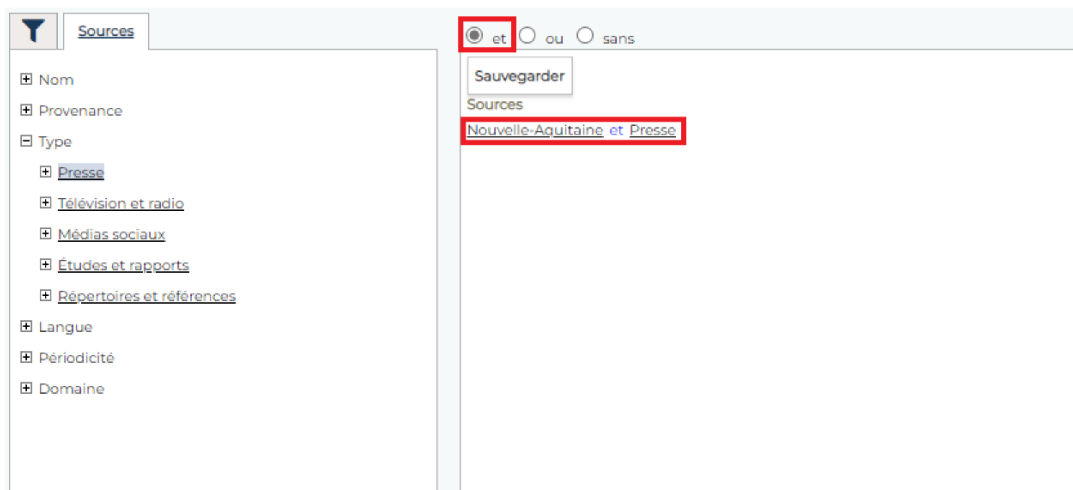 Sources
Nom
Provenance
Type
Presse
Télévision et radio
Médias sociaux
Études et rapports
Répertoires et références
Langue
Périodicité
Domaine
et ou sans
Sauvegarder
Sources
Nouvelle-Aquitaine et Presse